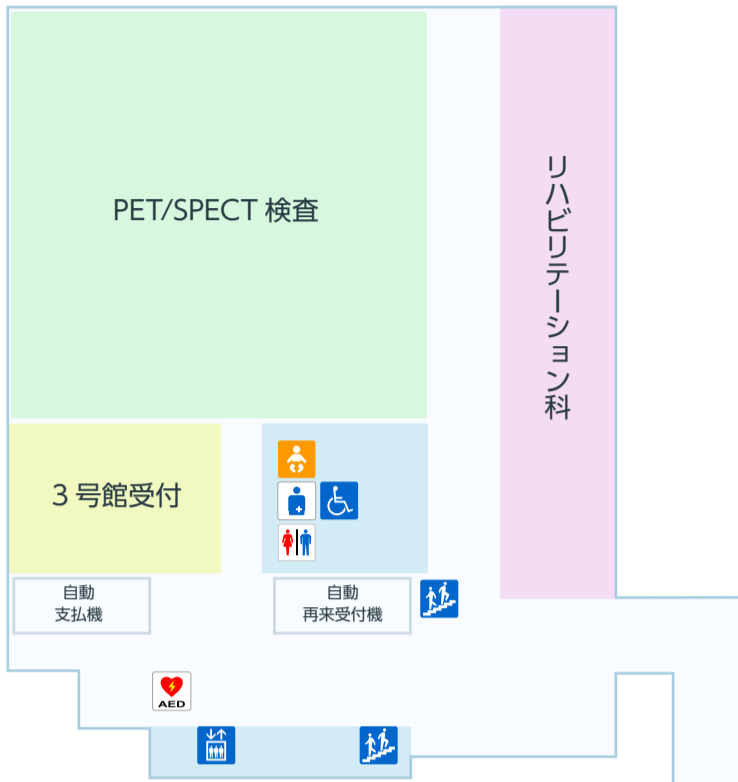 PET/SPECT 検査
リハビリテーション科
3 号館受付
自動
支払機
自動
再来受付機
AED